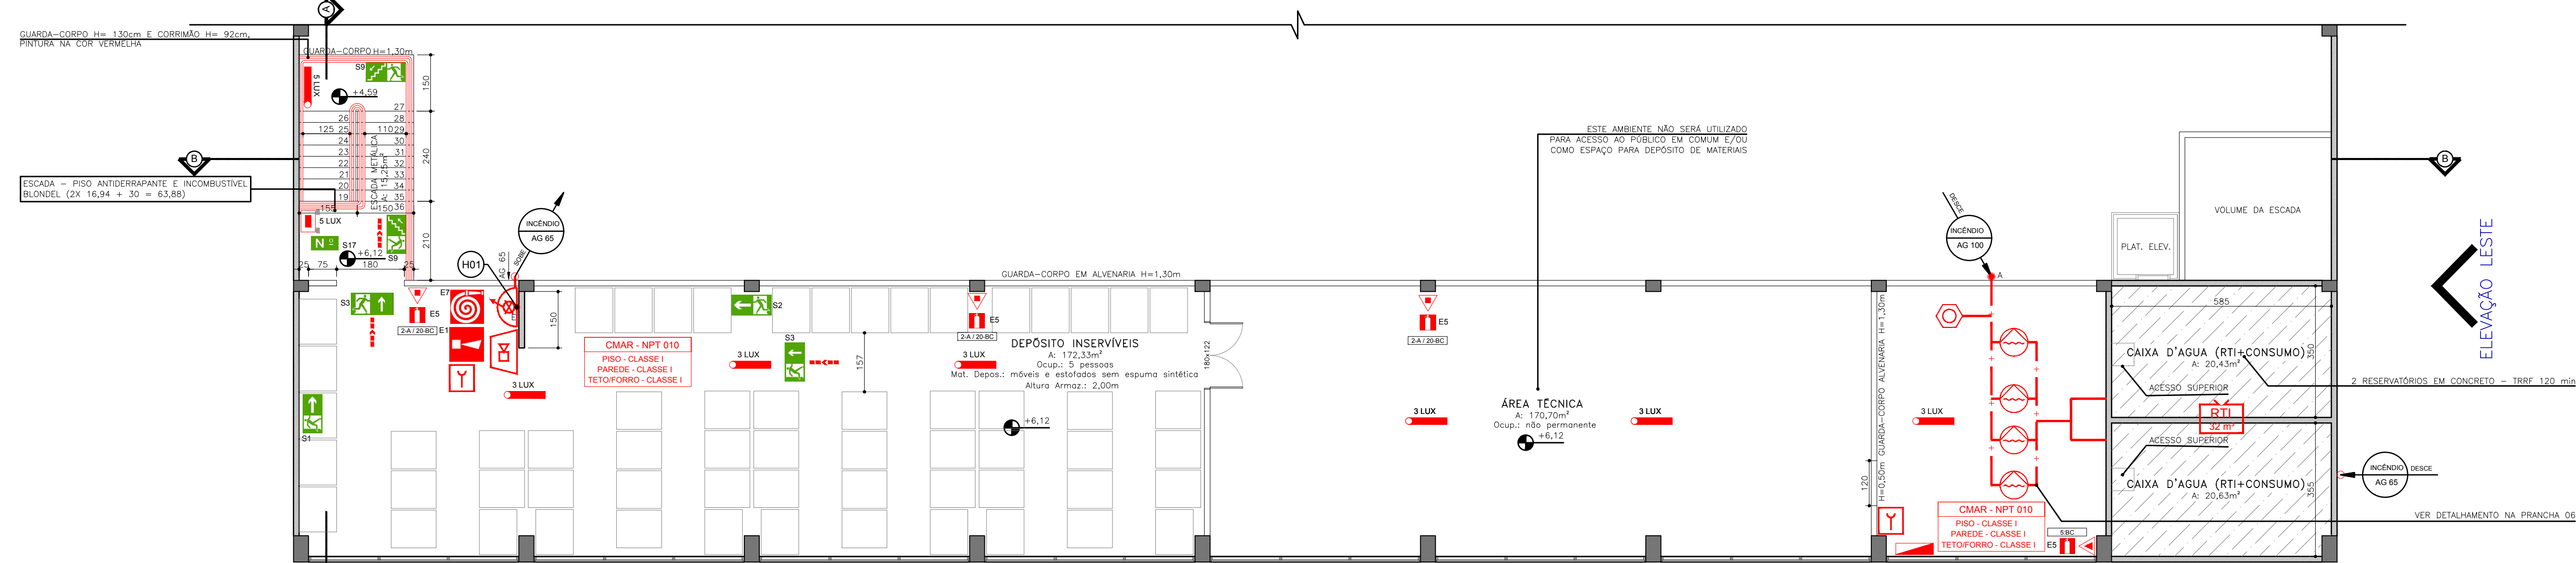 A
GUARDA-CORPO H= 130cm E CORRIMÃO H= 92cm,
PINTURA NA COR VERMELHA
GUARDA-CORPO H=1,30m
S9
5 LUX
+4,59
150
27
26 28
125 25 110 29
24 30
23 31
22 32
21 33
20 34
19 35
155 150 36
ESCADA METÁLICA
A: 15,25m²
240
B
ESCADA - PISO ANTIDERRAPANTE E INCOMBUSTÍVEL
BLONDEL (2X 16,94 + 30 = 63,88)
5 LUX
Nº S17
+6,12
S9
210
25 75 180 25
INCÊNDIO
AG 65
SOBE
AG 65
H01
GUARDA-CORPO EM ALVENARIA H=1,30m
ESTE AMBIENTE NÃO SERÁ UTILIZADO
PARA ACESSO AO PÚBLICO EM COMUM E/OU
COMO ESPAÇO PARA DEPÓSITO DE MATERIAIS
DESCE
INCÊNDIO
AG 100
A
PLAT. ELEV.
VOLUME DA ESCADA
B
ELEVAÇÃO LESTE
S3
E5
2-A / 20-BC
E7
E1
150
S2
S3
E5
2-A / 20-BC
CMAR - NPT 010
PISO - CLASSE I
PAREDE - CLASSE I
TETO/FORRO - CLASSE I
3 LUX
3 LUX
157
3 LUX
DEPÓSITO INSERVÍVEIS
A: 172,33m²
Ocup.: 5 pessoas
Mat. Depos.: móveis e estofados sem espuma sintética
Altura Armaz.: 2,00m
+6,12
180x122
S1
E5
2-A / 20-BC
ÁREA TÉCNICA
A: 170,70m²
Ocup.: não permanente
+6,12
3 LUX
3 LUX
3 LUX
H=0,50m GUARDA-CORPO ALVENARIA H=1,30m
120
585
350
CAIXA D'AGUA (RTI+CONSUMO)
A: 20,43m²
ACESSO SUPERIOR
2 RESERVATÓRIOS EM CONCRETO - TRRF 120 min
RTI
32 m³
ACESSO SUPERIOR
CAIXA D'AGUA (RTI+CONSUMO)
A: 20,63m²
355
INCÊNDIO
AG 65
DESCE
VER DETALHAMENTO NA PRANCHA 06
CMAR - NPT 010
PISO - CLASSE I
PAREDE - CLASSE I
TETO/FORRO - CLASSE I
5:BC
E5